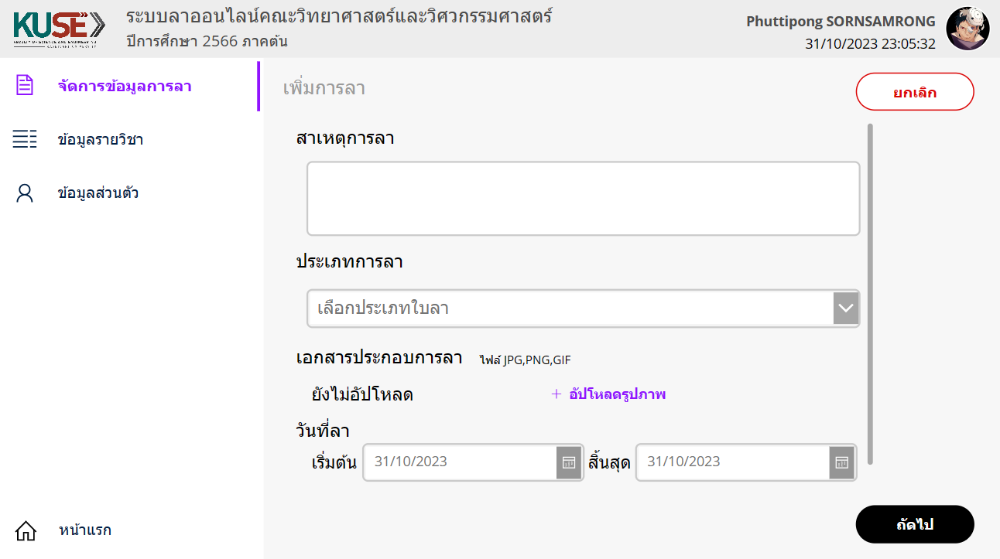 KUSE
ระบบลาออนไลน์คณะวิทยาศาสตร์และวิศวกรรมศาสตร์
ปีการศึกษา 2566 ภาคต้น
Phuttipong SORNSAMRONG
31/10/2023 23:05:32
จัดการข้อมูลการลา
ข้อมูลรายวิชา
ข้อมูลส่วนตัว
หน้าแรก
เพิ่มการลา
ยกเลิก
สาเหตุการลา
ประเภทการลา
เลือกประเภทใบลา
เอกสารประกอบการลา ไฟล์ JPG,PNG,GIF
ยังไม่อัปโหลด + อัปโหลดรูปภาพ
วันที่ลา
เริ่มต้น 31/10/2023 สิ้นสุด 31/10/2023
ถัดไป